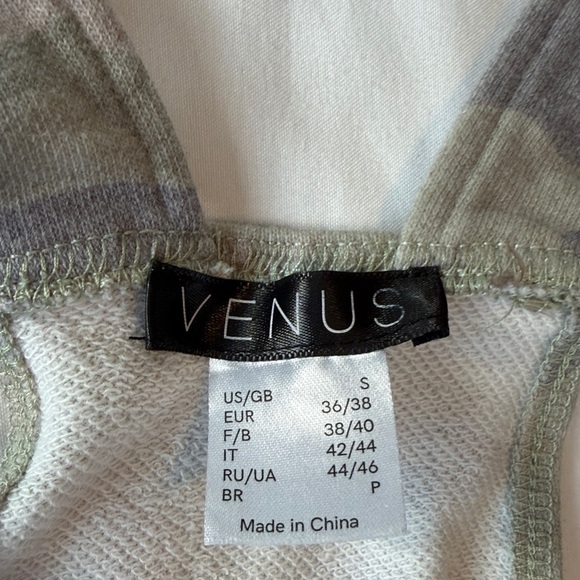 VENUS
US/GB S
EUR 36/38
F/B 38/40
IT 42/44
RU/UA 44/46
BR P
Made in China